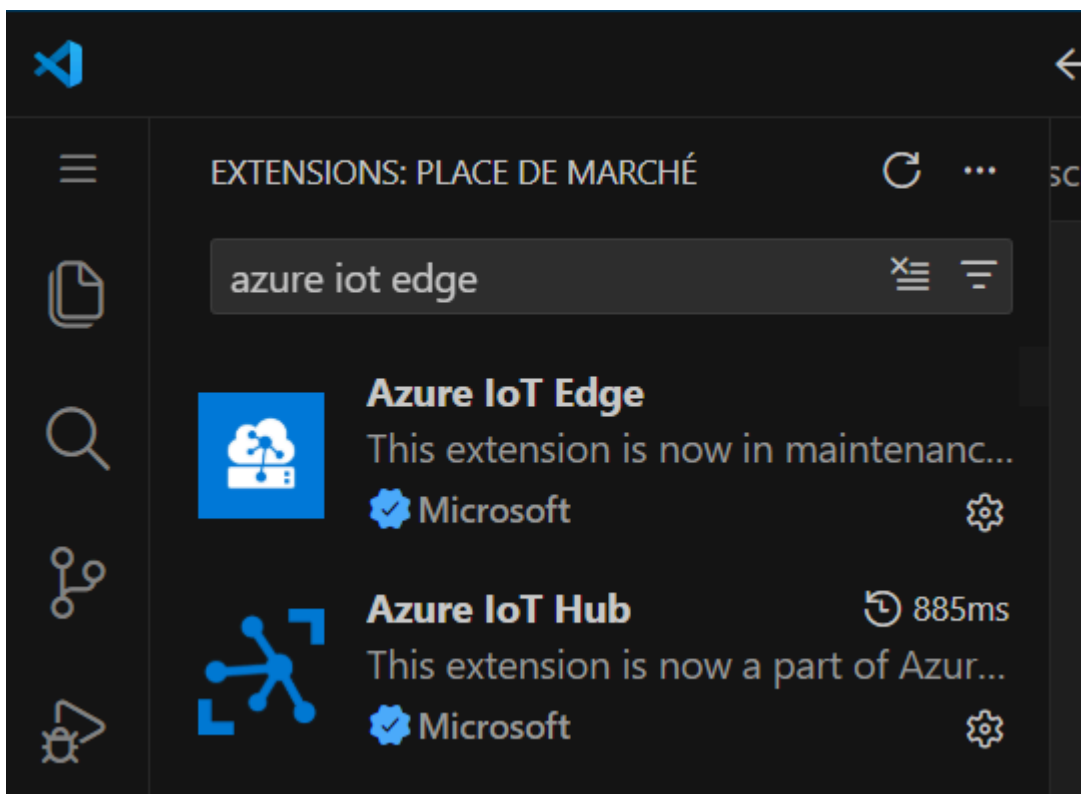 EXTENSIONS: PLACE DE MARCHÉ
azure iot edge
Azure IoT Edge
This extension is now in maintenanc...
Microsoft
Azure IoT Hub 885ms
This extension is now a part of Azur...
Microsoft